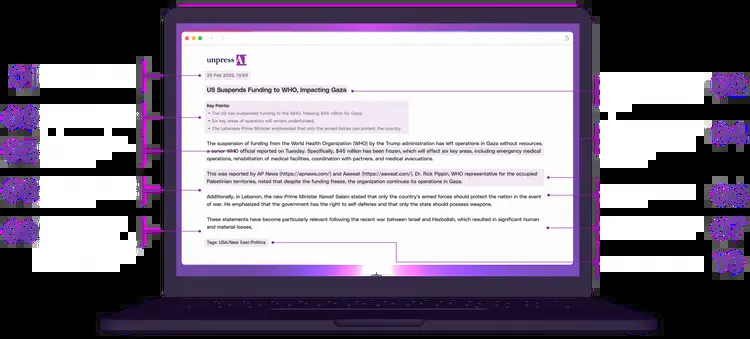 unpress AI
20 Feb 2020, 13:54
US Suspends Funding to WHO, Impacting Gaza
Key Points:
• The US has suspended funding to the WHO, freezing $46 million for Gaza.
• Six key areas of operation will remain underfunded.
• The Lebanese Prime Minister emphasized that only the armed forces can protect the country.
The suspension of funding from the World Health Organization (WHO) by the Trump administration has left operations in Gaza without resources,
a senior WHO official reported on Tuesday. Specifically, $46 million has been frozen, which will affect six key areas, including emergency medical
operations, rehabilitation of medical facilities, coordination with partners, and medical evacuations.
This was reported by AP News (https://apnews.com/) and Aawsat (https://aawsat.com/). Dr. Rick Pippin, WHO representative for the occupied
Palestinian territories, noted that despite the funding freeze, the organization continues its operations in Gaza.
Additionally, in Lebanon, the new Prime Minister Nawaf Salam stated that only the country's armed forces should protect the nation in the event
of war. He emphasized that the government has the right to self defense and that only the state should possess weapons.
These statements have become particularly relevant following the recent war between Israel and Hezbollah, which resulted in significant human
and material losses.
Tags: USA/Near East/Politics